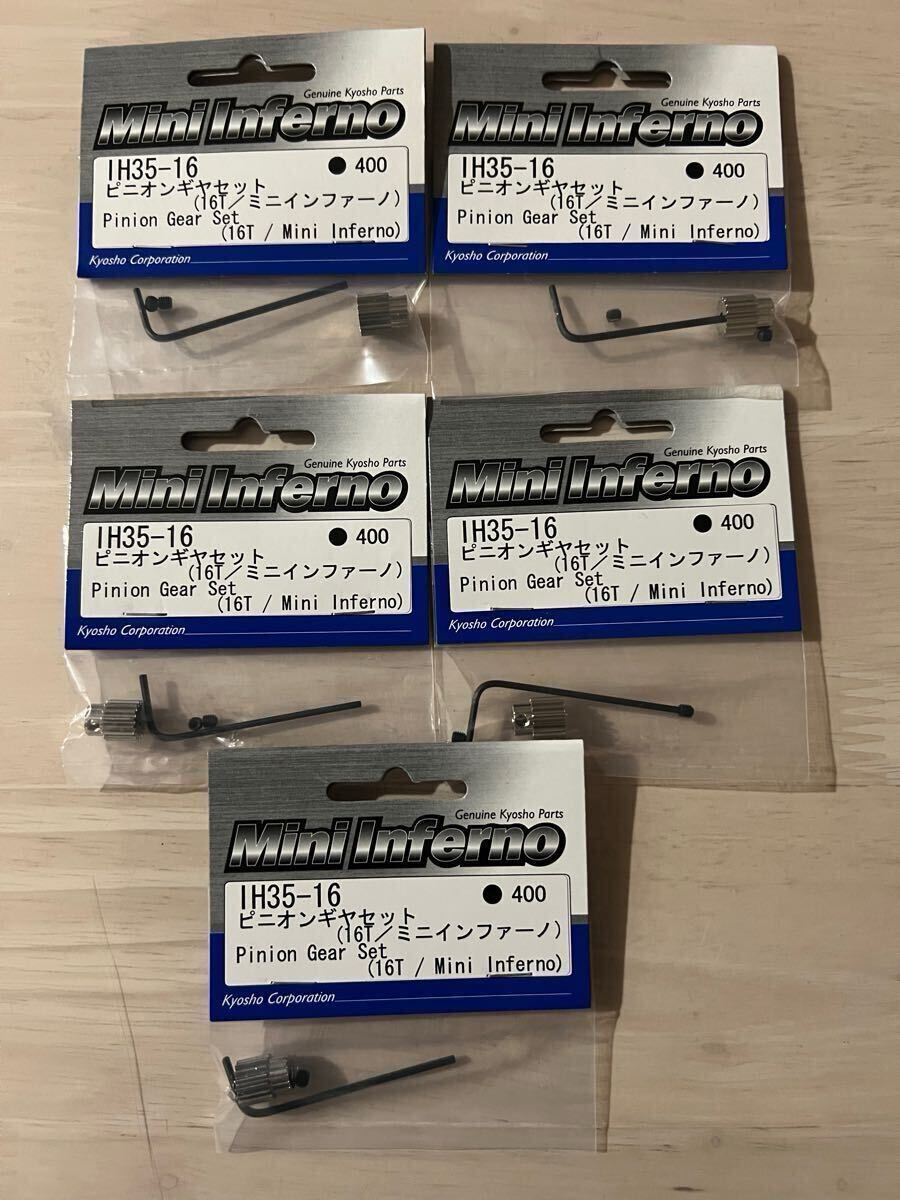 Genuine Kyosho Parts
Mini Inferno
IH35-16 ● 400
ピニオンギヤセット
(16T/ミニインファーノ)
Pinion Gear Set
(16T / Mini Inferno)
Kyosho Corporation
Genuine Kyosho Parts
Mini Inferno
IH35-16 ● 400
ピニオンギヤセット
(16T/ミニインファーノ)
Pinion Gear Set
(16T / Mini Inferno)
Kyosho Corporation
Genuine Kyosho Parts
Mini Inferno
IH35-16 ● 400
ピニオンギヤセット
(16T/ミニインファーノ)
Pinion Gear Set
(16T / Mini Inferno)
Kyosho Corporation
Genuine Kyosho Parts
Mini Inferno
IH35-16 ● 400
ピニオンギヤセット
(16T/ミニインファーノ)
Pinion Gear Set
(16T / Mini Inferno)
Kyosho Corporation
Genuine Kyosho Parts
Mini Inferno
IH35-16 ● 400
ピニオンギヤセット
(16T/ミニインファーノ)
Pinion Gear Set
(16T / Mini Inferno)
Kyosho Corporation